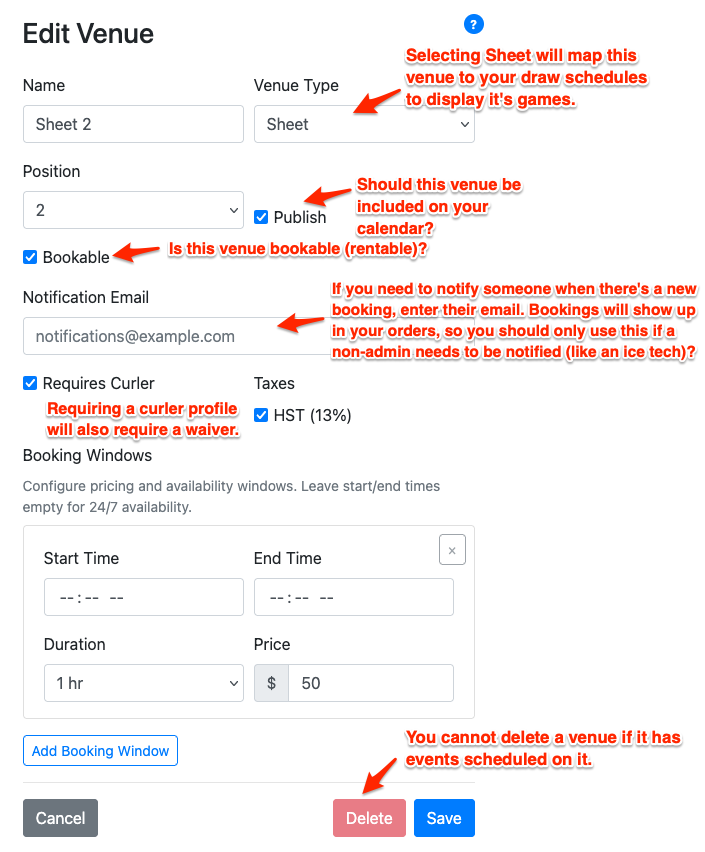 Edit Venue
?
Selecting Sheet will map this
venue to your draw schedules
to display it's games.
Name
Venue Type
Sheet 2
Sheet
Position
2
Publish
Should this venue be
included on your
calendar?
Bookable
Is this venue bookable (rentable)?
Notification Email
notifications@example.com
If you need to notify someone when there's a new
booking, enter their email. Bookings will show up
in your orders, so you should only use this if a
non-admin needs to be notified (like an ice tech)?
Requires Curler
Taxes
HST (13%)
Requiring a curler profile
will also require a waiver.
Booking Windows
Configure pricing and availability windows. Leave start/end times
empty for 24/7 availability.
×
Start Time
End Time
--:-- --
--:-- --
Duration
Price
1 hr
$ 50
Add Booking Window
You cannot delete a venue if it has
events scheduled on it.
Cancel
Delete
Save